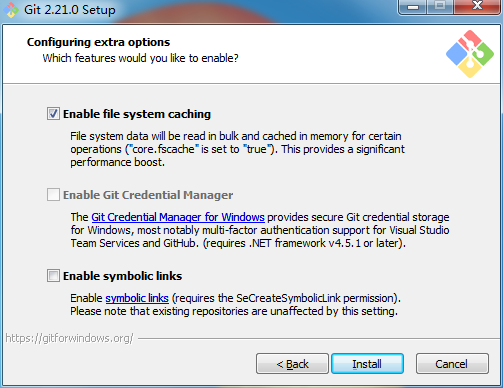 Git 2.21.0 Setup
Configuring extra options
Which features would you like to enable?
Enable file system caching
File system data will be read in bulk and cached in memory for certain
operations ("core.fscache" is set to "true"). This provides a significant
performance boost.
Enable Git Credential Manager
The Git Credential Manager for Windows provides secure Git credential storage
for Windows, most notably multi-factor authentication support for Visual Studio
Team Services and GitHub. (requires .NET framework v4.5.1 or later).
Enable symbolic links
Enable symbolic links (requires the SeCreateSymbolicLink permission).
Please note that existing repositories are unaffected by this setting.
https://gitforwindows.org/
< Back Install Cancel